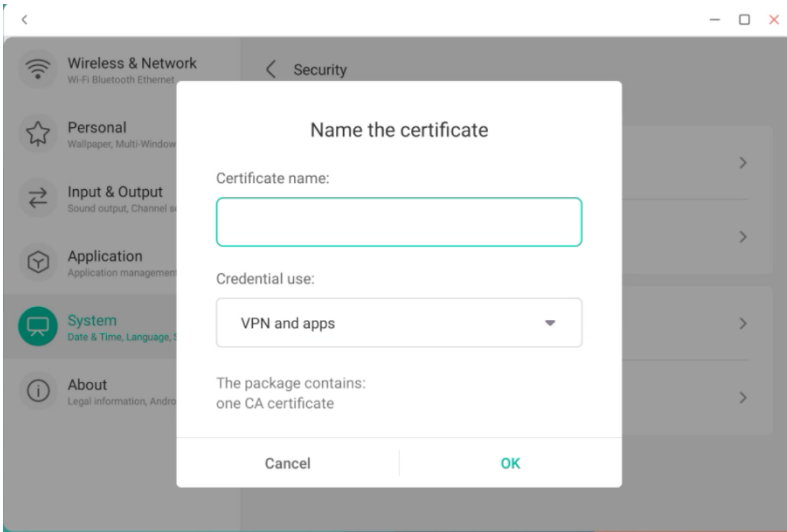 Wireless & Network
Wi-Fi Bluetooth Ethernet
Personal
Wallpaper, Multi-Window
Input & Output
Sound output, Channel
Application
Application
System
Date & Time, Language,
About
Legal information,
Security
Name the certificate
Certificate name:
Credential use:
VPN and apps
The package contains:
one CA certificate
Cancel
OK